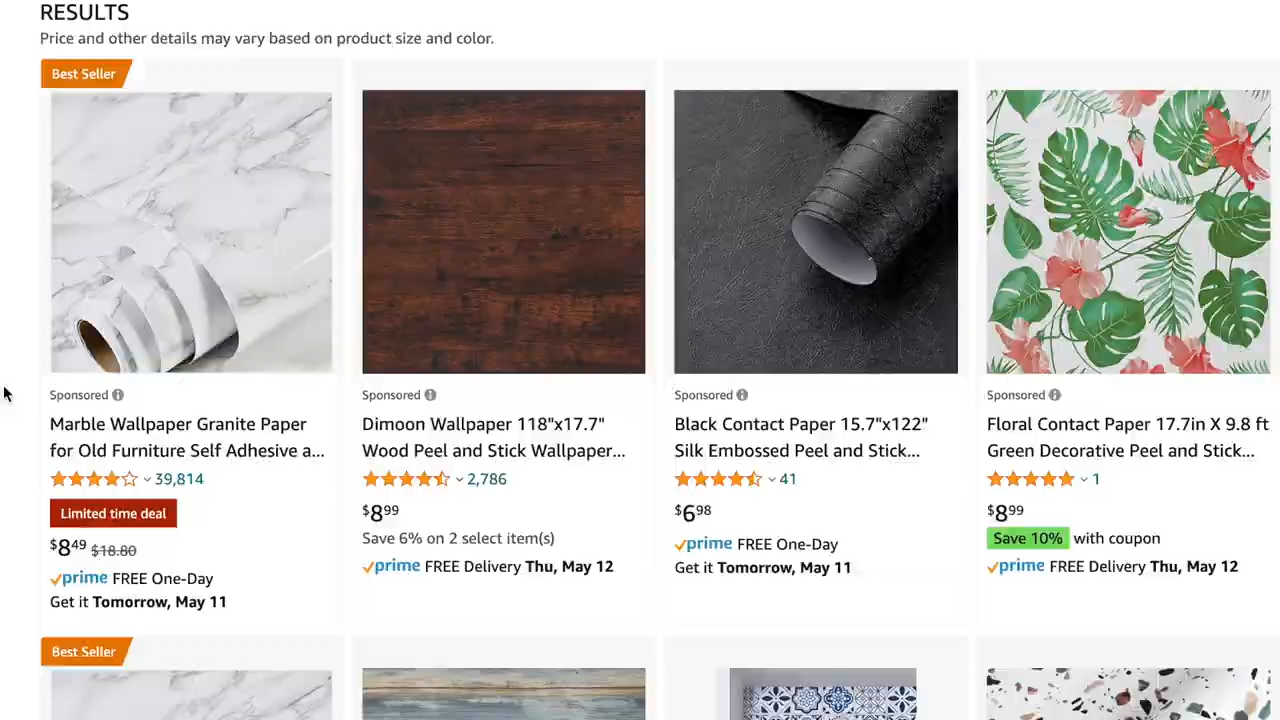 RESULTS
Price and other details may vary based on product size and color.
Best Seller
Sponsored
Marble Wallpaper Granite Paper
for Old Furniture Self Adhesive a...
39,814
Limited time deal
$8.49 $18.80
prime FREE One-Day
Get it Tomorrow, May 11
Sponsored
Dimoon Wallpaper 118"x17.7"
Wood Peel and Stick Wallpaper...
2,786
$8.99
Save 6% on 2 select item(s)
prime FREE Delivery Thu, May 12
Sponsored
Black Contact Paper 15.7"x122"
Silk Embossed Peel and Stick...
41
$6.98
prime FREE One-Day
Get it Tomorrow, May 11
Sponsored
Floral Contact Paper 17.7in X 9.8 ft
Green Decorative Peel and Stick...
1
$8.99
Save 10% with coupon
prime FREE Delivery Thu, May 12
Best Seller